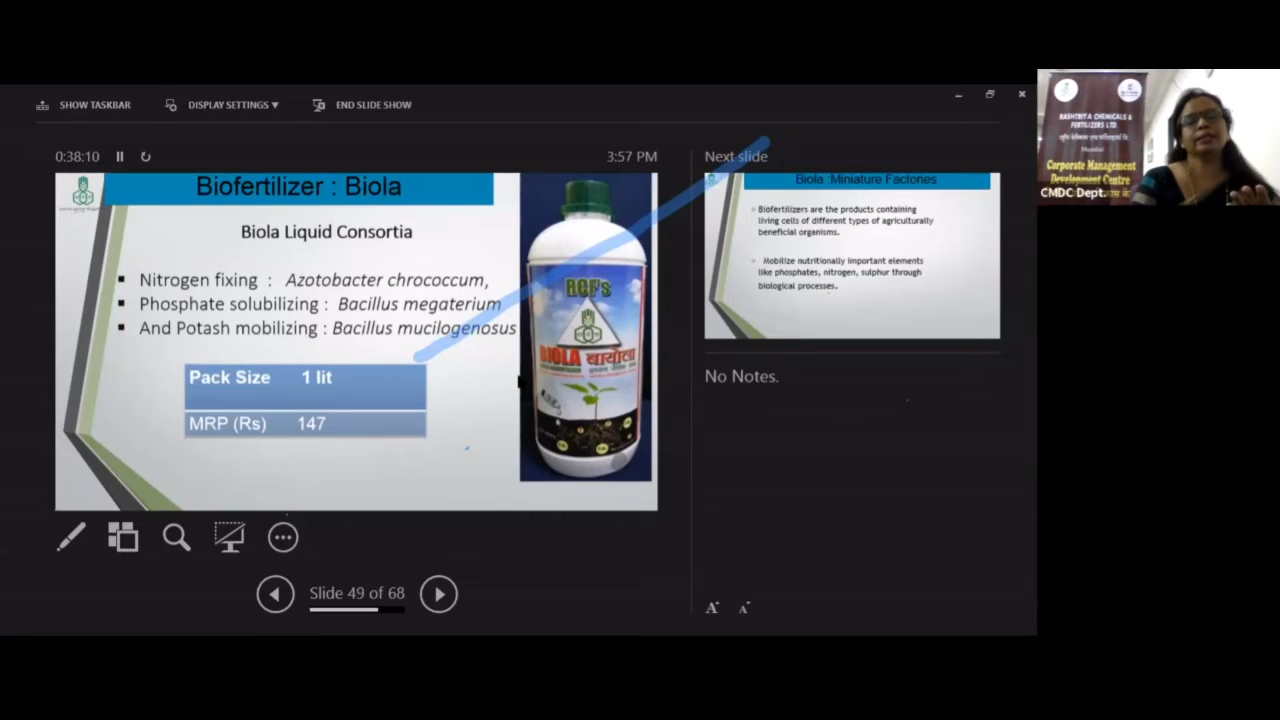 SHOW TASKBAR
DISPLAY SETTINGS ▼
END SLIDE SHOW
0:38:10
3:57 PM
Biofertilizer : Biola
Biola Liquid Consortia
▪ Nitrogen fixing : Azotobacter chrococcum,
▪ Phosphate solubilizing : Bacillus megaterium
▪ And Potash mobilizing : Bacillus mucilogenosus
Pack Size 1 lit
MRP (Rs) 147
RCF's
BIOLA बायोला
Slide 49 of 68
Next slide
Biola :Miniature Factories
Biofertilizers are the products containing
living cells of different types of agriculturally
beneficial organisms.
Mobilize nutritionally important elements
like phosphates, nitrogen, sulphur through
biological processes.
No Notes.
A A
RASHTRIYA CHEMICALS &
FERTILIZERS LTD
Mumbai
Corporate Management
Development Centre
CMDC Dept.